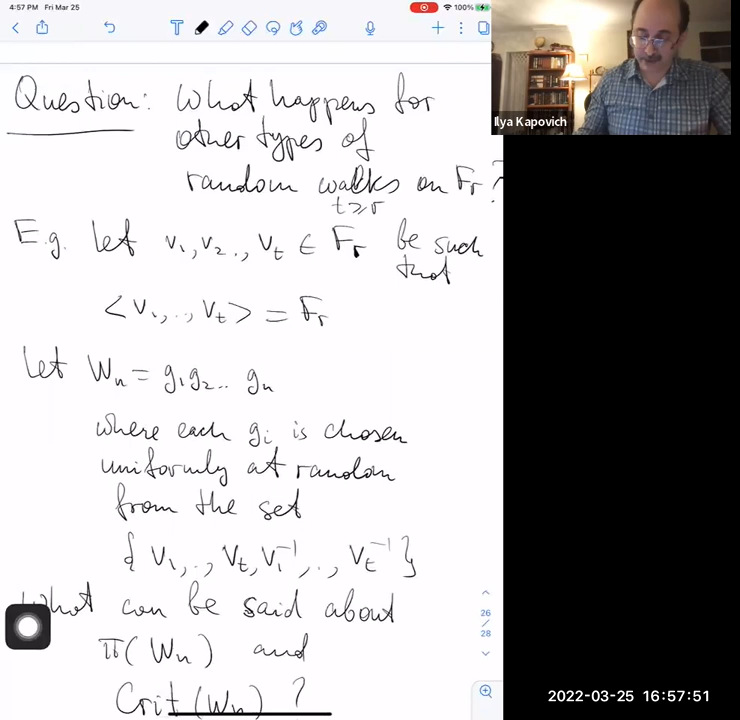 4:57 PM Fri Mar 25
100%
Ilya Kapovich
Question: What happens for
other types of
random walks on Fr?
t≥r
E.g. let v1, v2.., vt ∈ Fr be such
that
<v1,.., vt> = Fr
Let Wn = g1g2.. gn
where each gi is chosen
uniformly at random
from the set
{ v1,.., vt, v1⁻¹,.., vt⁻¹}
What can be said about
π(Wn) and
Crit(Wn)?
26
/
28
2022-03-25 16:57:51